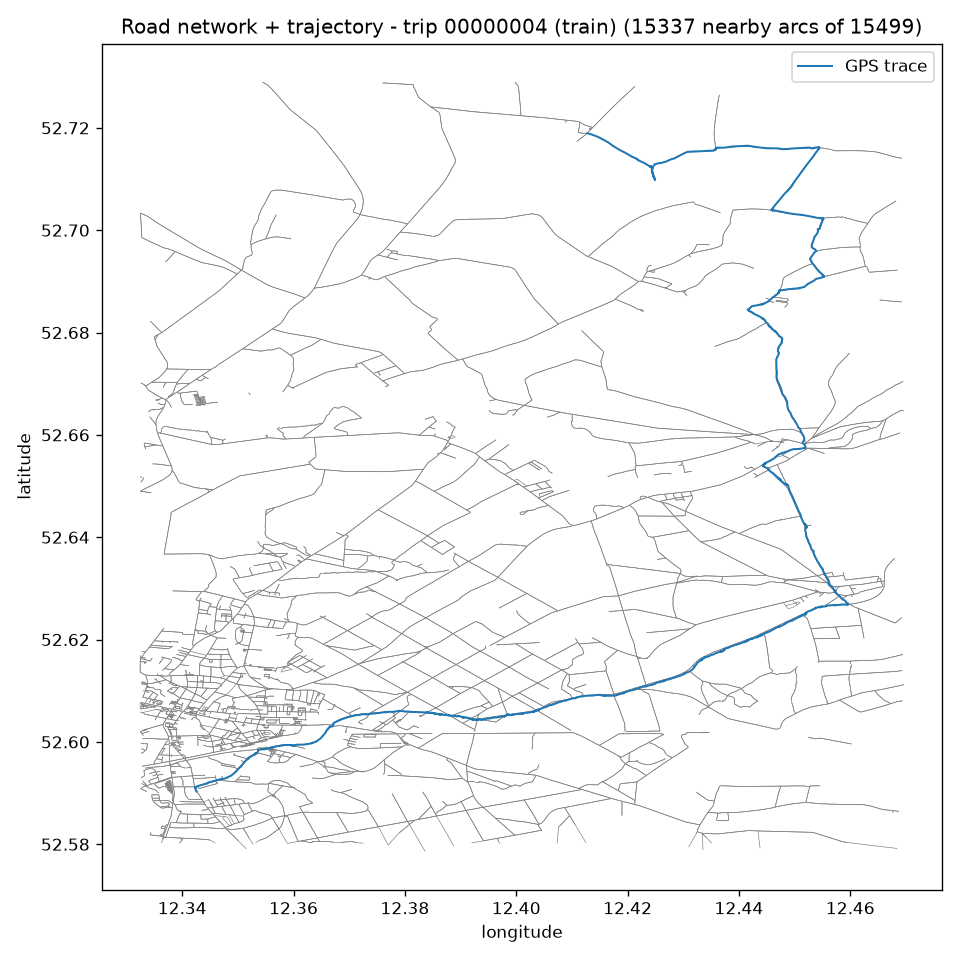 Road network + trajectory - trip 00000004 (train) (15337 nearby arcs of 15499)
GPS trace
52.72
52.70
52.68
52.66
52.64
52.62
52.60
52.58
latitude
12.34 12.36 12.38 12.40 12.42 12.44 12.46
longitude